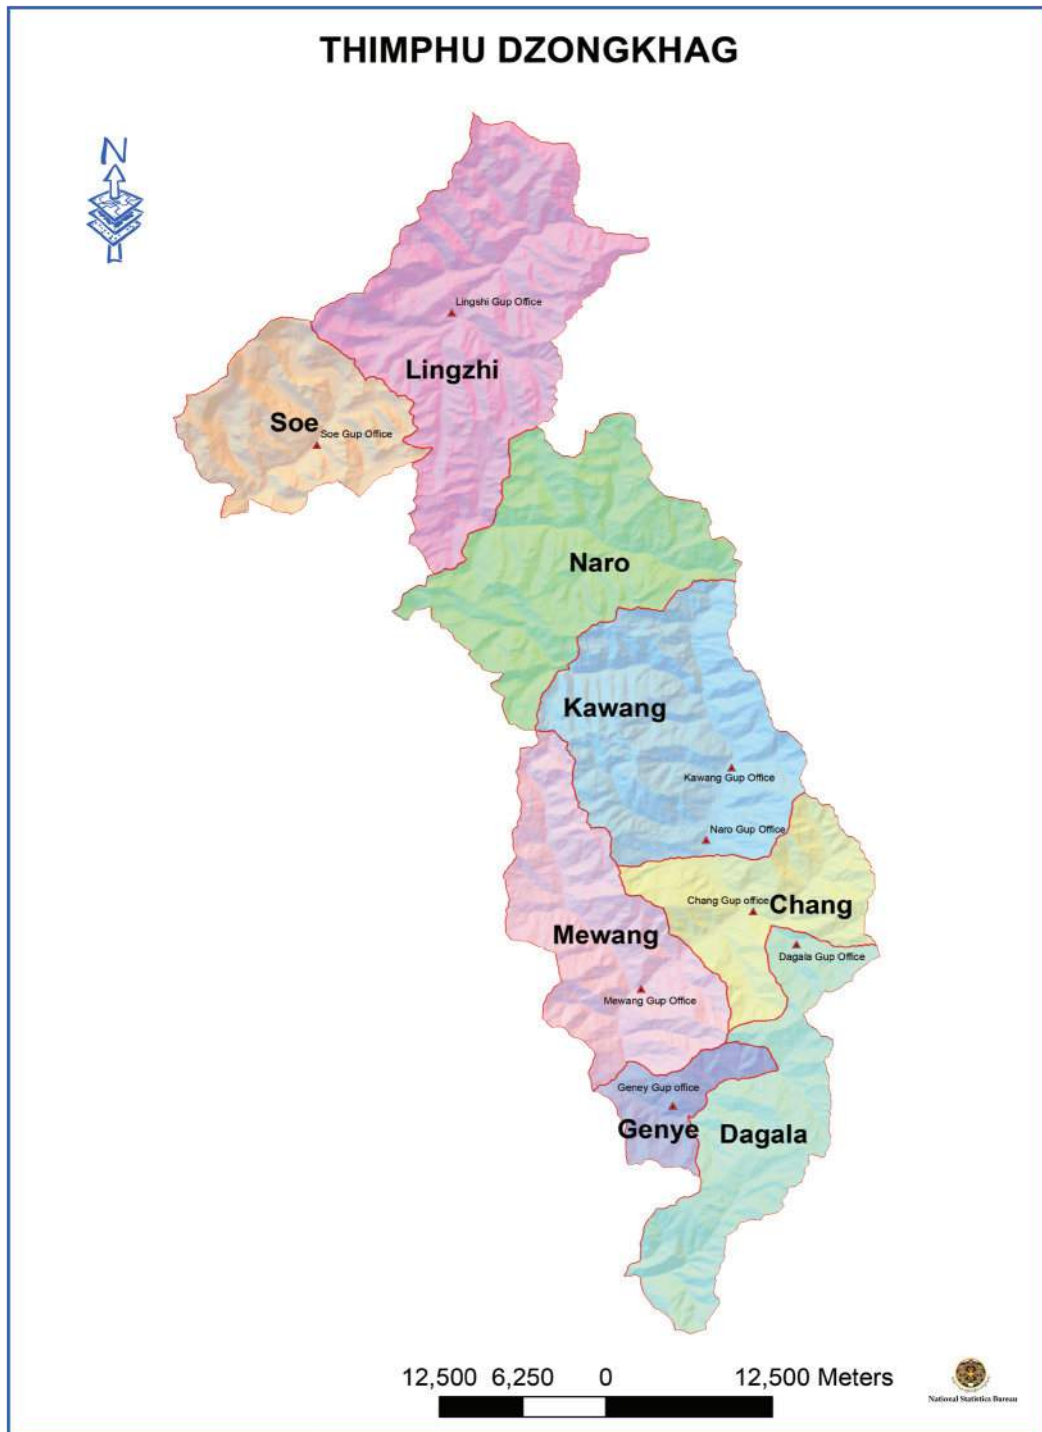 THIMPHU DZONGKHAG
N
Lingshi Gup Office
Lingzhi
Soe
Soe Gup Office
Naro
Kawang
Kawang Gup Office
Naro Gup Office
Chang Gup office
Chang
Mewang
Dagala Gup Office
Mewang Gup Office
Geney Gup office
Genye
Dagala
12,500 6,250 0 12,500 Meters
National Statistics Bureau